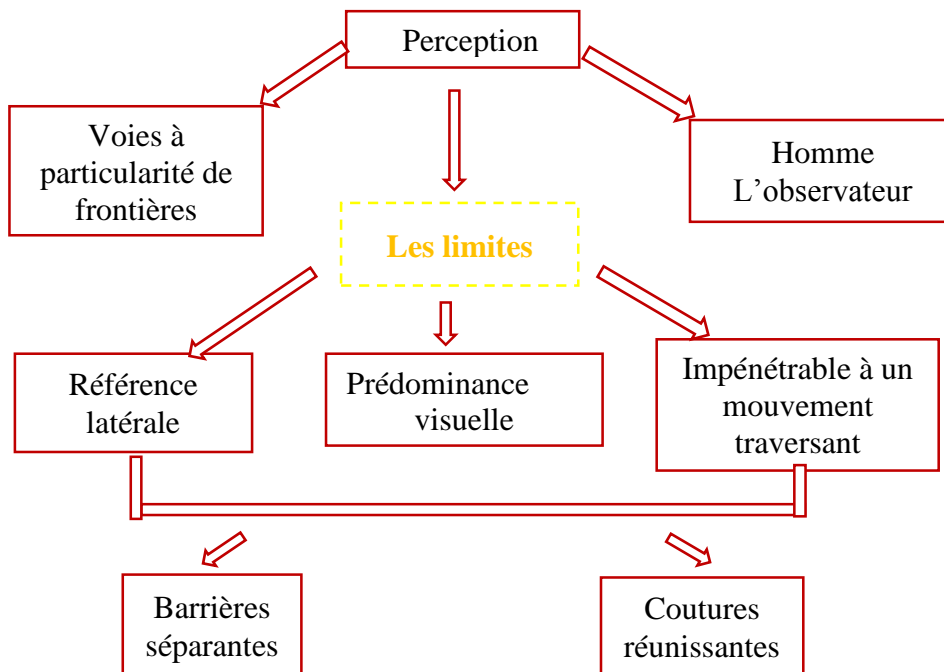 Perception
Voies à
particularité de
frontières
Homme
L’observateur
Les limites
Référence
latérale
Prédominance
visuelle
Impénétrable à un
mouvement
traversant
Barrières
séparantes
Coutures
réunissantes